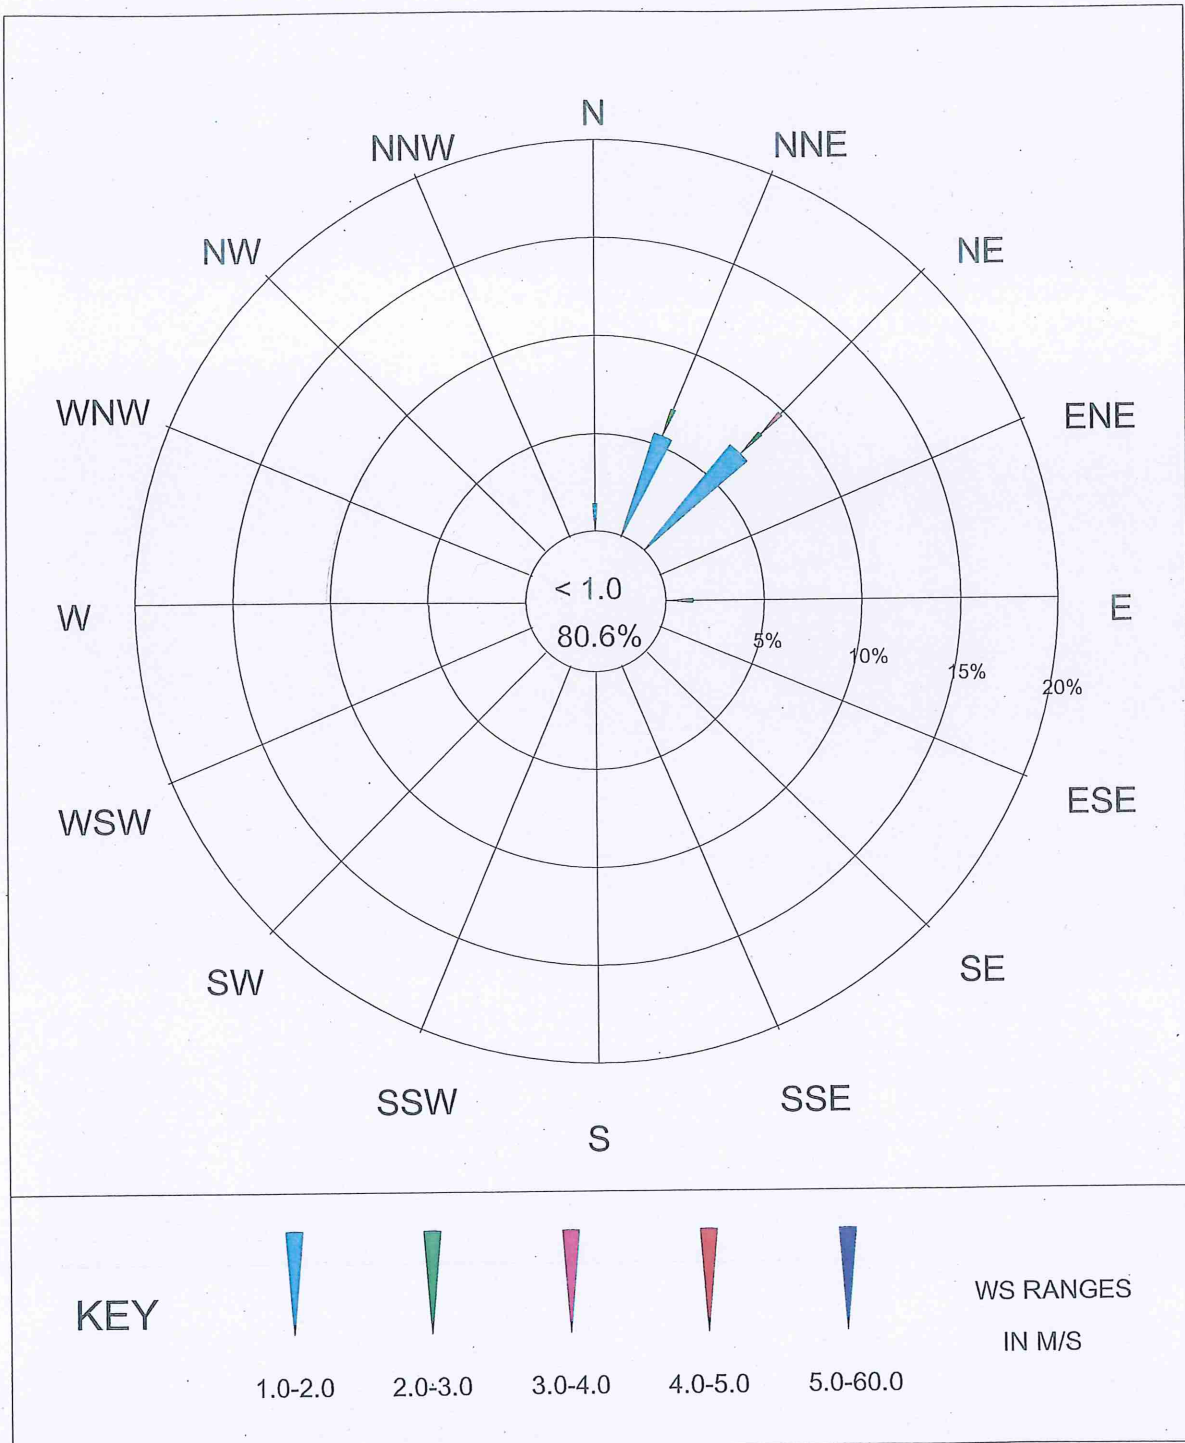 N
NNW
NNE
NW
NE
WNW
ENE
< 1.0
W
E
80.6%
5%
10%
15%
20%
ESE
WSW
SE
SW
SSE
SSW
S
WS RANGES
KEY
IN M/S
1.0-2.0
2.0-3.0
3.0-4.0
4.0-5.0
5.0-60.0